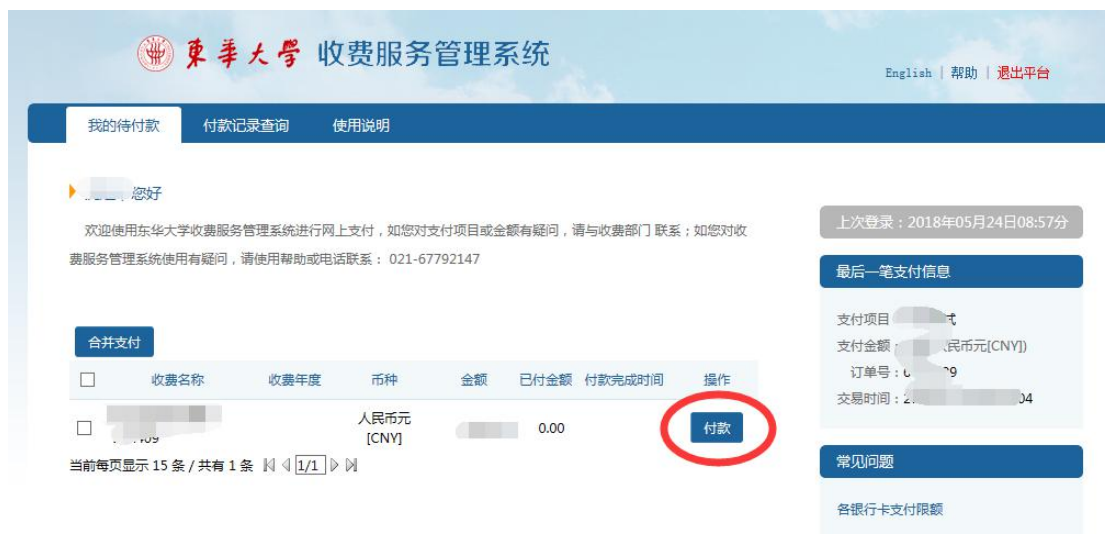 東華大學 收费服务管理系统
English | 帮助 | 退出平台
我的待付款 付款记录查询 使用说明
您好
欢迎使用东华大学收费服务管理系统进行网上支付，如您对支付项目或金额有疑问，请与收费部门 联系；如您对收
费服务管理系统使用有疑问，请使用帮助或电话联系： 021-67792147
上次登录：2018年05月24日08:57分
最后一笔支付信息
支付项目
支付金额： 民币元[CNY])
订单号：
交易时间： 04
合并支付
收费名称 收费年度 币种 金额 已付金额 付款完成时间 操作
人民币元
[CNY] 0.00 付款
当前每页显示 15 条 / 共有 1 条 1/1
常见问题
各银行卡支付限额